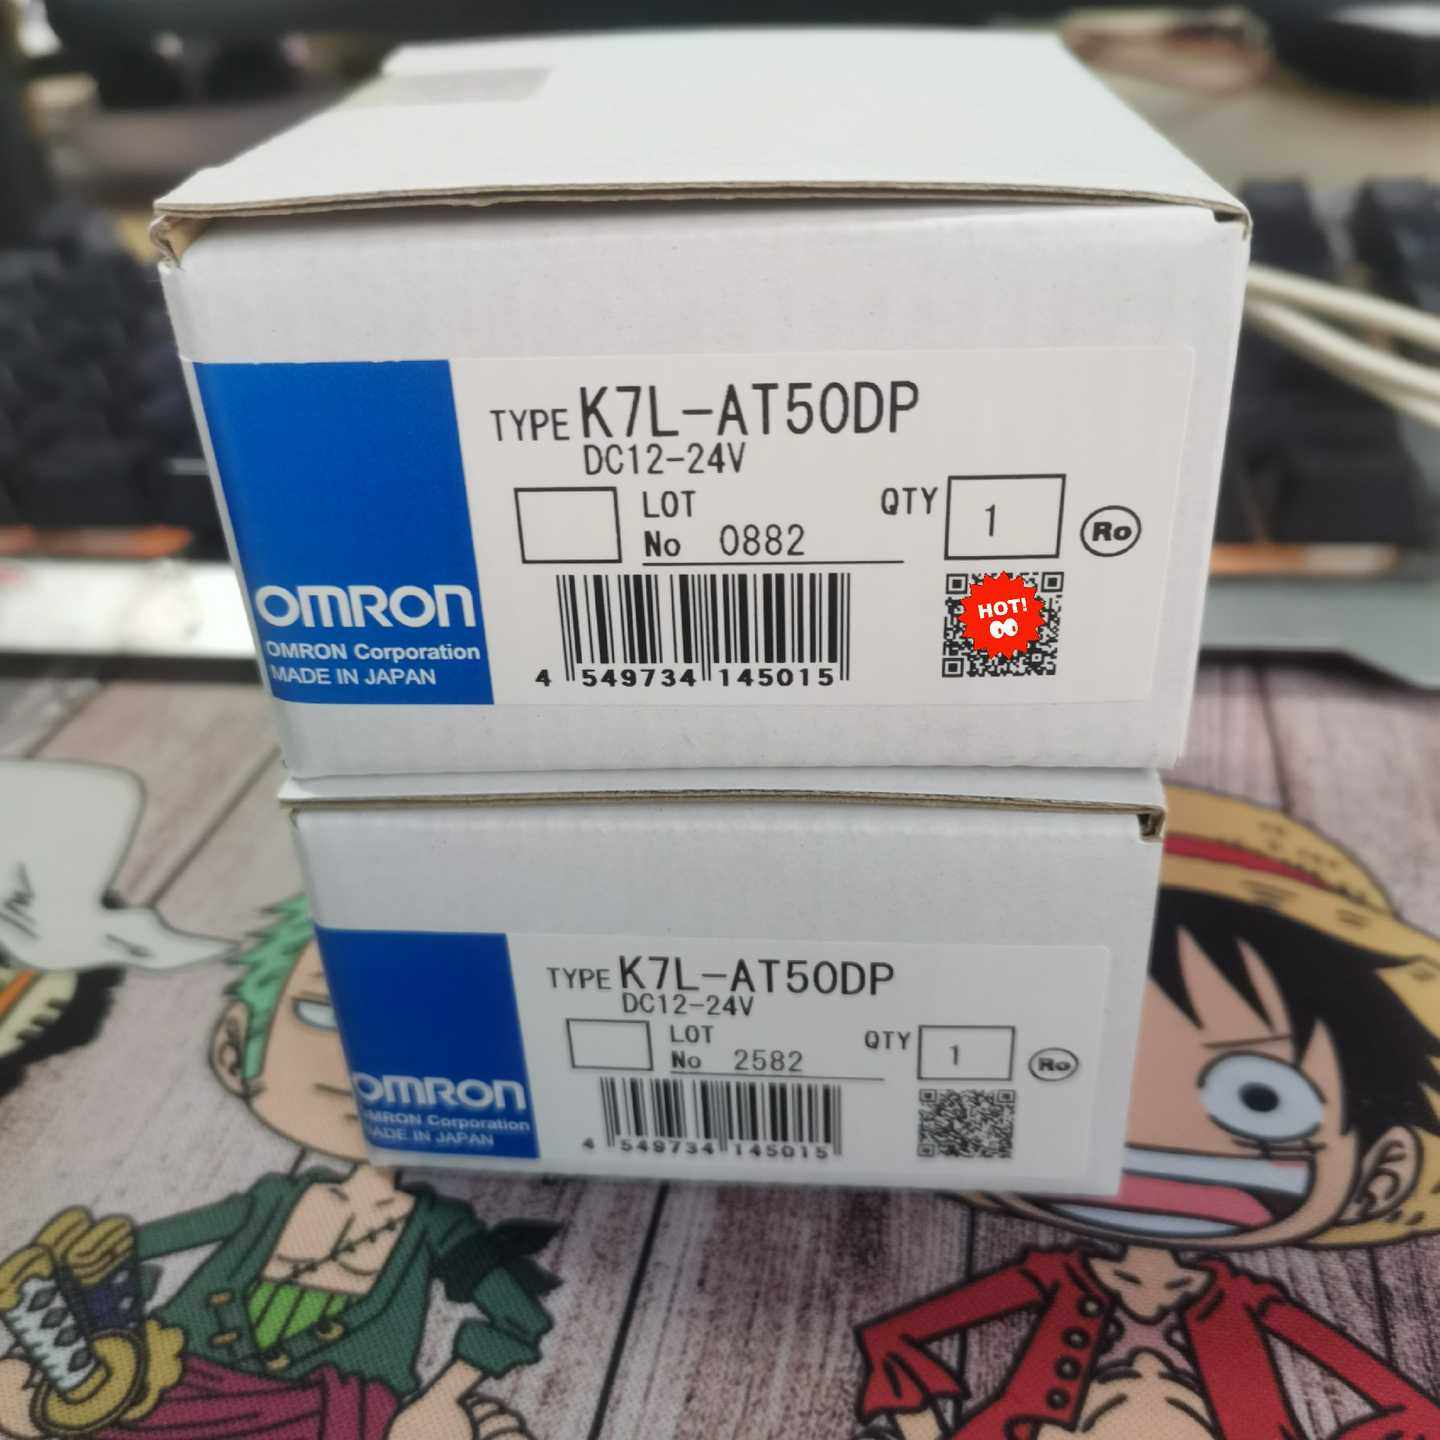 TYPE K7L-AT50DP
DC12-24V
LOT
No 0882
QTY 1
Ro
HOT!
4 549734 145015
OMRON
OMRON Corporation
MADE IN JAPAN
TYPE K7L-AT50DP
DC12-24V
LOT
No 2582
QTY 1
Ro
4 549734 145015
OMRON
OMRON Corporation
MADE IN JAPAN